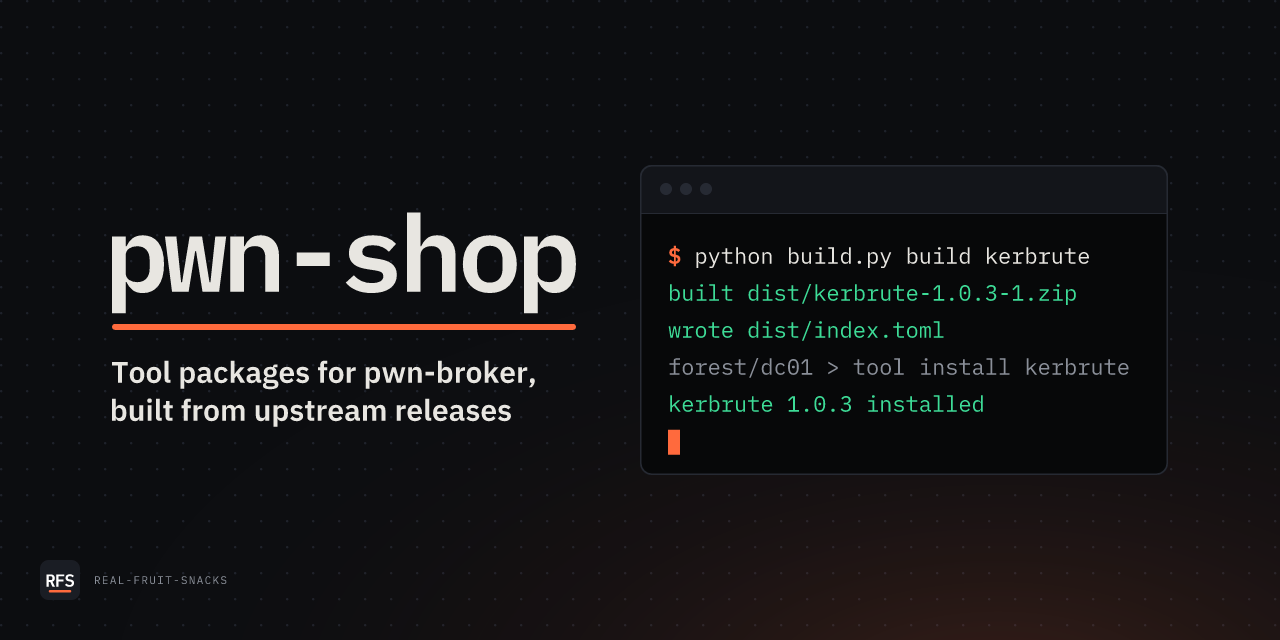 pwn-shop
Tool packages for pwn-broker,
built from upstream releases
$ python build.py build kerbrute
built dist/kerbrute-1.0.3-1.zip
wrote dist/index.toml
forest/dc01 > tool install kerbrute
kerbrute 1.0.3 installed
RFS
REAL-FRUIT-SNACKS